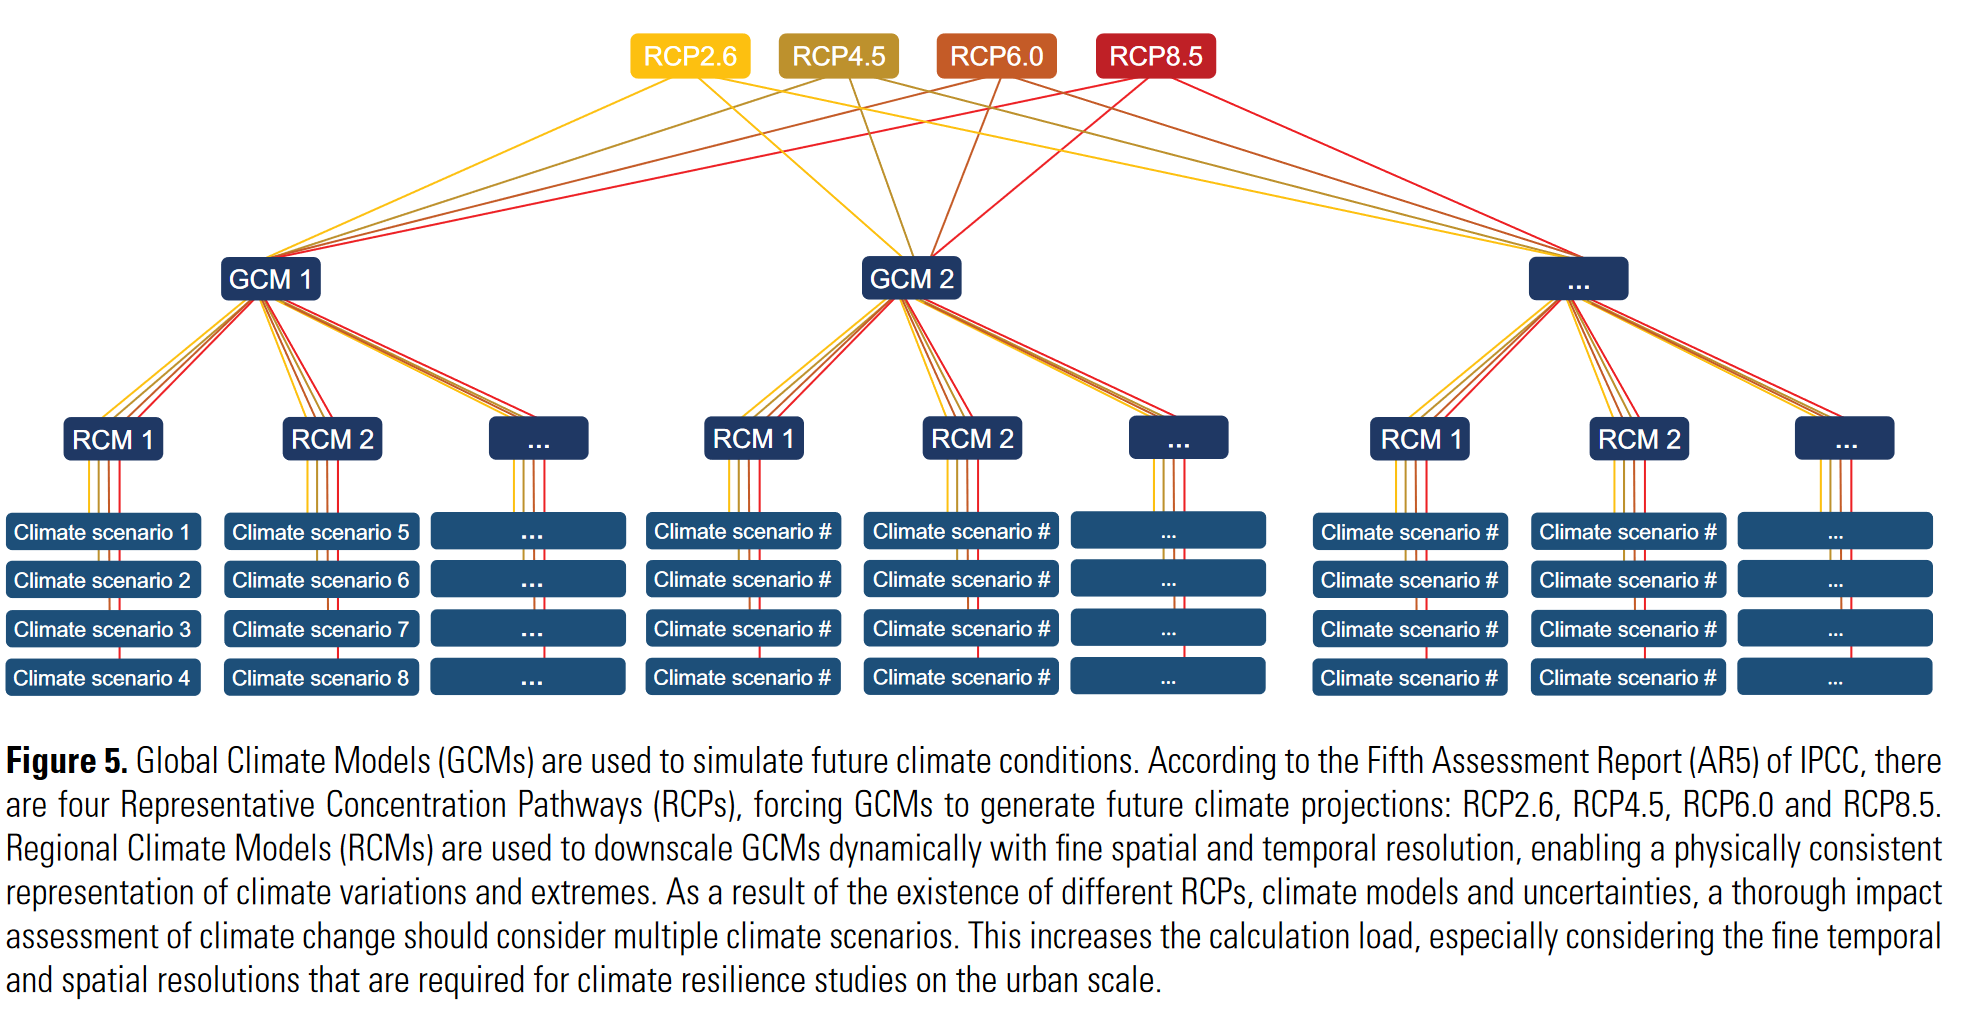 RCP2.6 RCP4.5 RCP6.0 RCP8.5
GCM 1 GCM 2 ...
RCM 1 RCM 2 ... RCM 1 RCM 2 ... RCM 1 RCM 2 ...
Climate scenario 1 Climate scenario 5 ... Climate scenario # Climate scenario # ... Climate scenario # Climate scenario # ...
Climate scenario 2 Climate scenario 6 ... Climate scenario # Climate scenario # ... Climate scenario # Climate scenario # ...
Climate scenario 3 Climate scenario 7 ... Climate scenario # Climate scenario # ... Climate scenario # Climate scenario # ...
Climate scenario 4 Climate scenario 8 ... Climate scenario # Climate scenario # ... Climate scenario # Climate scenario # ...
Figure 5. Global Climate Models (GCMs) are used to simulate future climate conditions. According to the Fifth Assessment Report (AR5) of IPCC, there
are four Representative Concentration Pathways (RCPs), forcing GCMs to generate future climate projections: RCP2.6, RCP4.5, RCP6.0 and RCP8.5.
Regional Climate Models (RCMs) are used to downscale GCMs dynamically with fine spatial and temporal resolution, enabling a physically consistent
representation of climate variations and extremes. As a result of the existence of different RCPs, climate models and uncertainties, a thorough impact
assessment of climate change should consider multiple climate scenarios. This increases the calculation load, especially considering the fine temporal
and spatial resolutions that are required for climate resilience studies on the urban scale.